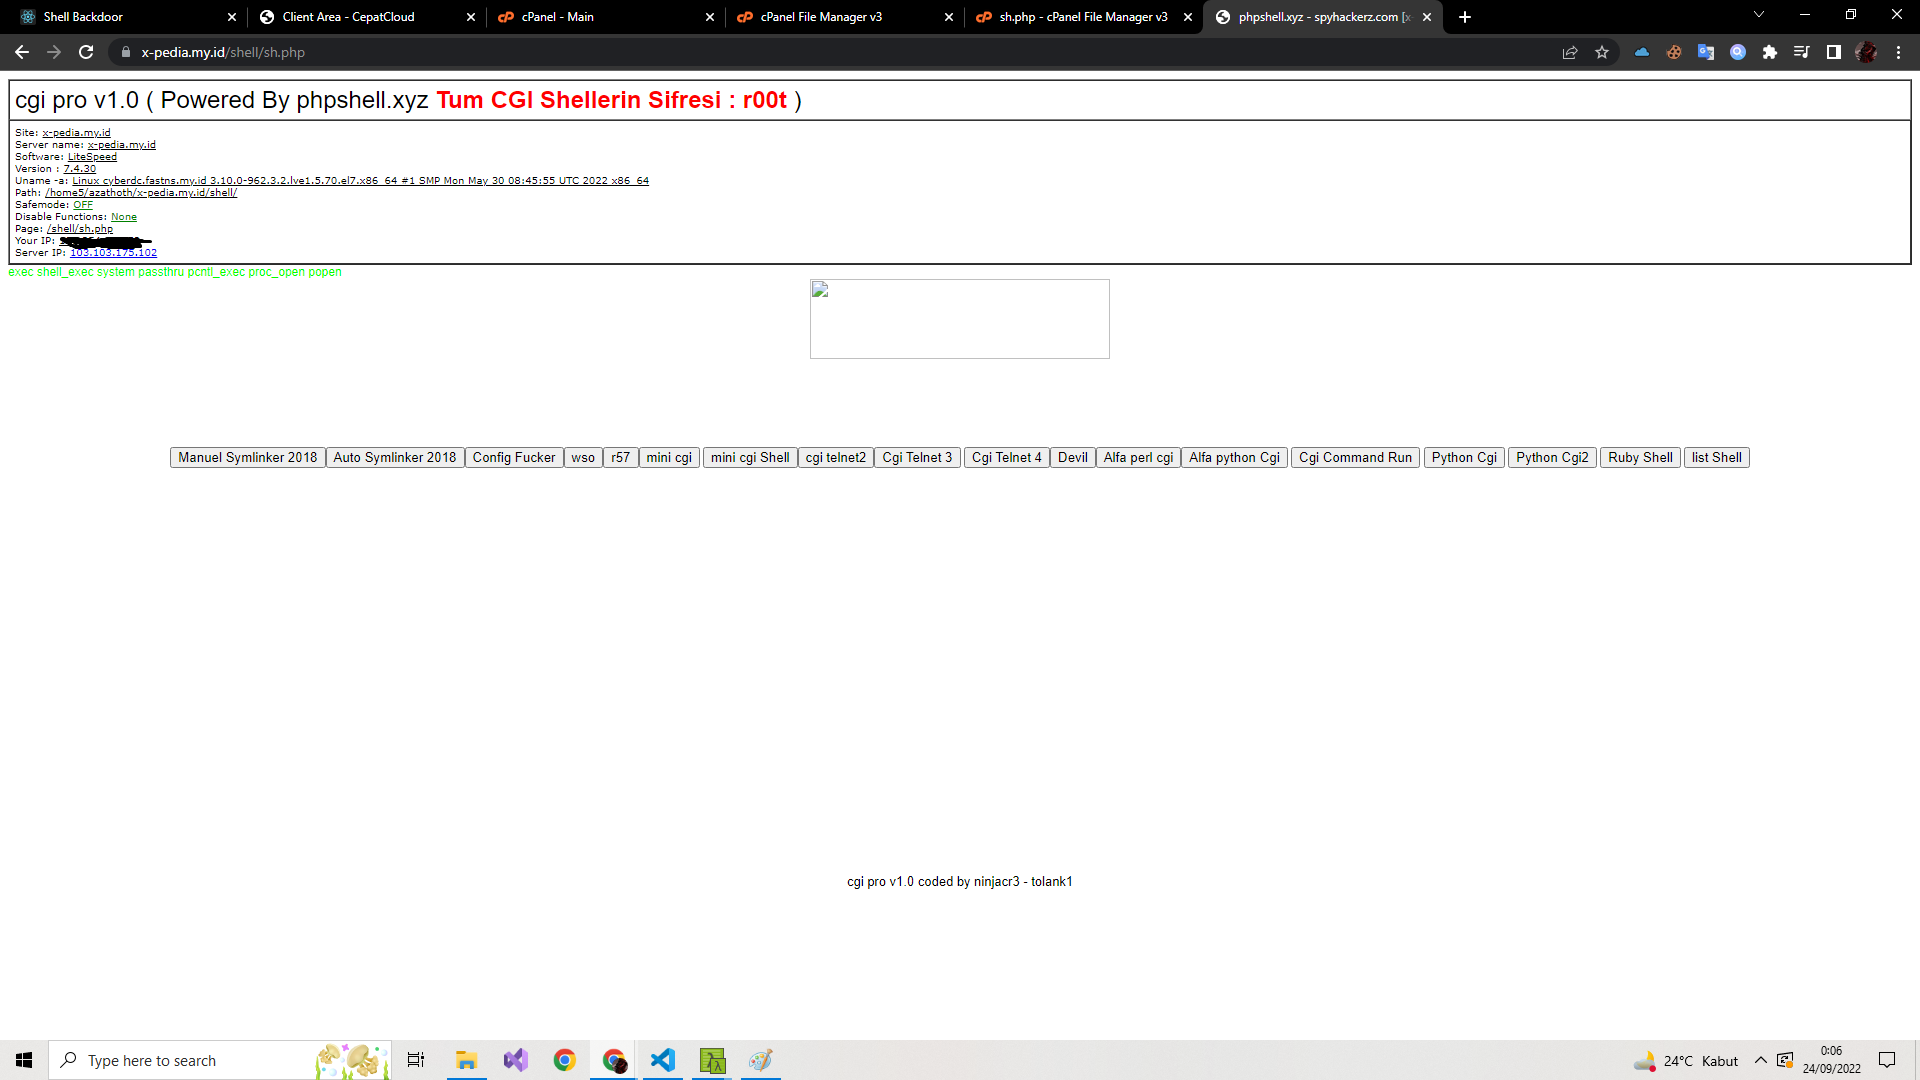 Shell Backdoor
Client Area - CepatCloud
cPanel - Main
cPanel File Manager v3
sh.php - cPanel File Manager v3
phpshell.xyz - spyhackerz.com [x
x-pedia.my.id/shell/sh.php
cgi pro v1.0 ( Powered By phpshell.xyz Tum CGI Shellerin Sifresi : r00t )
Site: x-pedia.my.id
Server name: x-pedia.my.id
Software: LiteSpeed
Version : 7.4.30
Uname -a: Linux cyberdc.fastns.my.id 3.10.0-962.3.2.lve1.5.70.el7.x86_64 #1 SMP Mon May 30 08:45:55 UTC 2022 x86_64
Path: /home5/azathoth/x-pedia.my.id/shell/
Safemode: OFF
Disable Functions: None
Page: /shell/sh.php
Your IP:
Server IP: 103.103.175.102
exec shell_exec system passthru pcntl_exec proc_open popen
Manuel Symlinker 2018 Auto Symlinker 2018 Config Fucker wso r57 mini cgi mini cgi Shell cgi telnet2 Cgi Telnet 3 Cgi Telnet 4 Devil Alfa perl cgi Alfa python Cgi Cgi Command Run Python Cgi Python Cgi2 Ruby Shell list Shell
cgi pro v1.0 coded by ninjacr3 - tolank1
Type here to search
24°C Kabut
0:06
24/09/2022